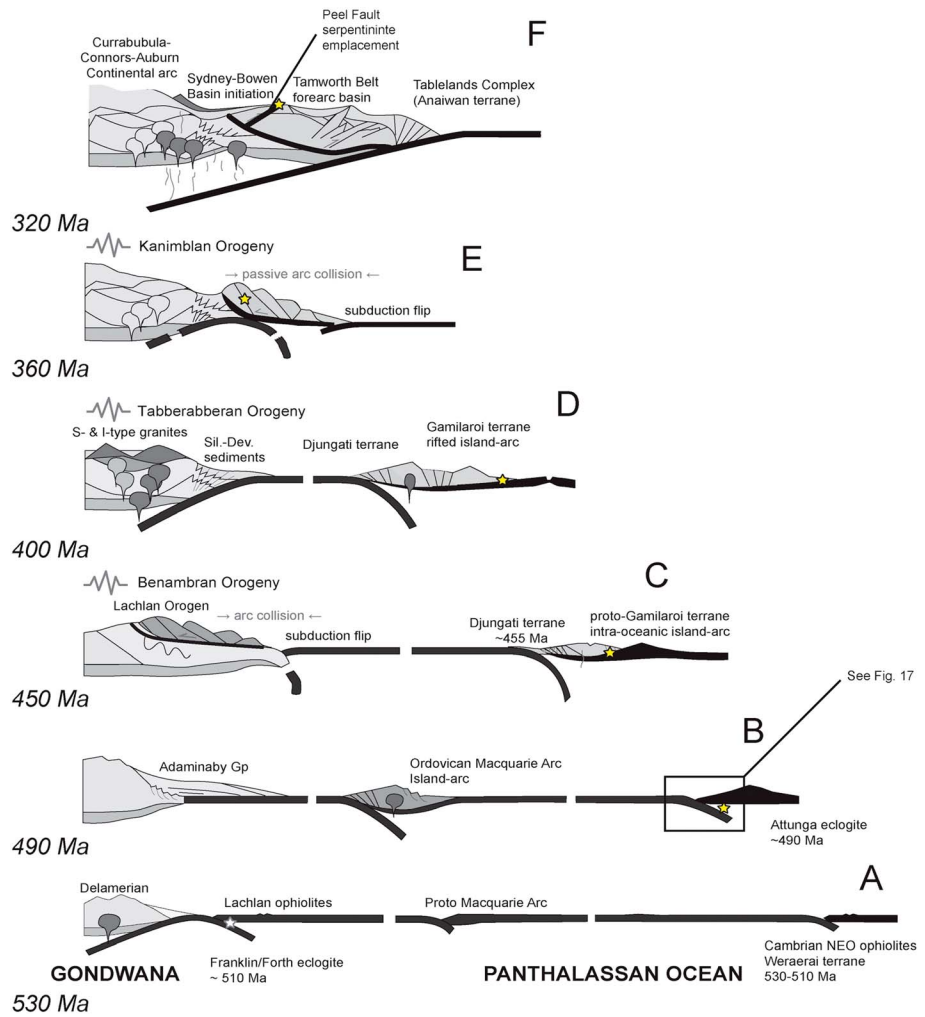 Peel Fault
serpentininte
emplacement
F
Currabubula-
Connors-Auburn
Continental arc
Sydney-Bowen
Basin initiation
Tamworth Belt
forearc basin
Tablelands Complex
(Anaiwan terrane)
320 Ma
Kanimblan Orogeny
E
→ passive arc collision ←
subduction flip
360 Ma
Tabberabberan Orogeny
D
S- & I-type granites
Sil.-Dev.
sediments
Djungati terrane
Gamilaroi terrane
rifted island-arc
400 Ma
Benambran Orogeny
C
Lachlan Orogen
→ arc collision ←
subduction flip
Djungati terrane
~455 Ma
proto-Gamilaroi terrane
intra-oceanic island-arc
450 Ma
See Fig. 17
B
Adaminaby Gp
Ordovican Macquarie Arc
Island-arc
Attunga eclogite
~490 Ma
490 Ma
A
Delamerian
Lachlan ophiolites
Proto Macquarie Arc
Franklin/Forth eclogite
~ 510 Ma
Cambrian NEO ophiolites
Weraerai terrane
530-510 Ma
GONDWANA
PANTHALASSAN OCEAN
530 Ma